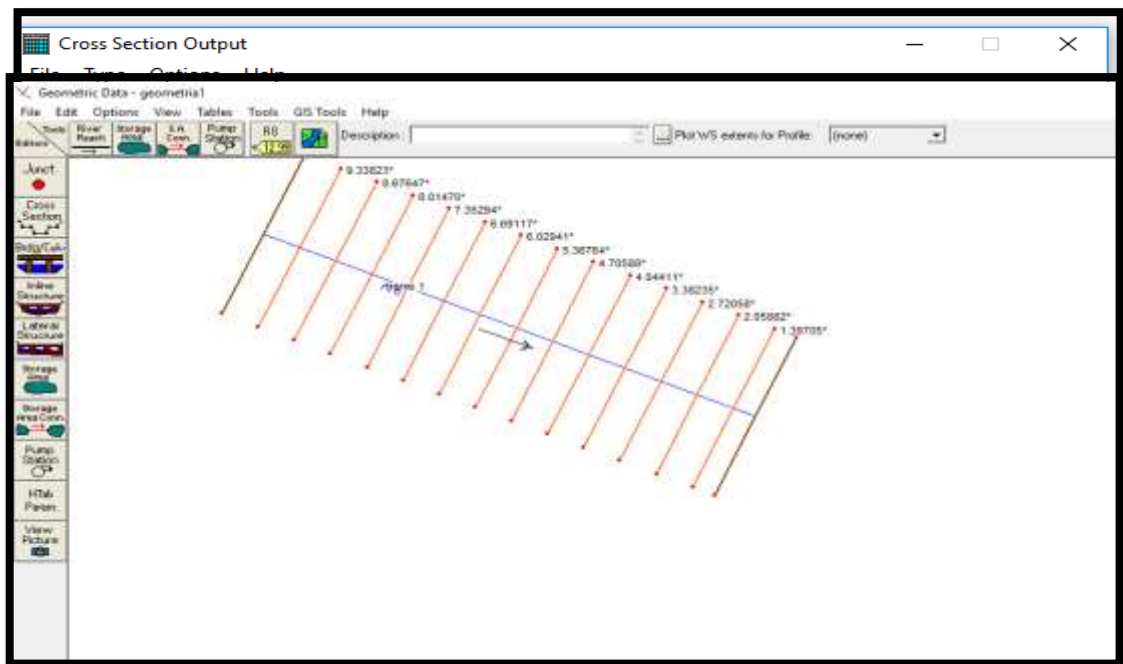 Cross Section Output
File Type Options Help
Geometric Data - geometria1
File Edit Options View Tables Tools GIS Tools Help
Tools
Editors
River Reach
Storage Area
S.A. Conn.
Pump Station
RS
Description :
...
Plot WS extents for Profile:
(none)
Junct
Cross Section
Inline Structure
Lateral Structure
Storage Area
Storage Area Conn.
Pump Station
HTab Param.
View Picture
9.33823*
8.67647*
8.01470*
7.35294*
6.69117*
6.02941*
5.36764*
4.70588*
4.04411*
3.38235*
2.72058*
2.05882*
1.39705*